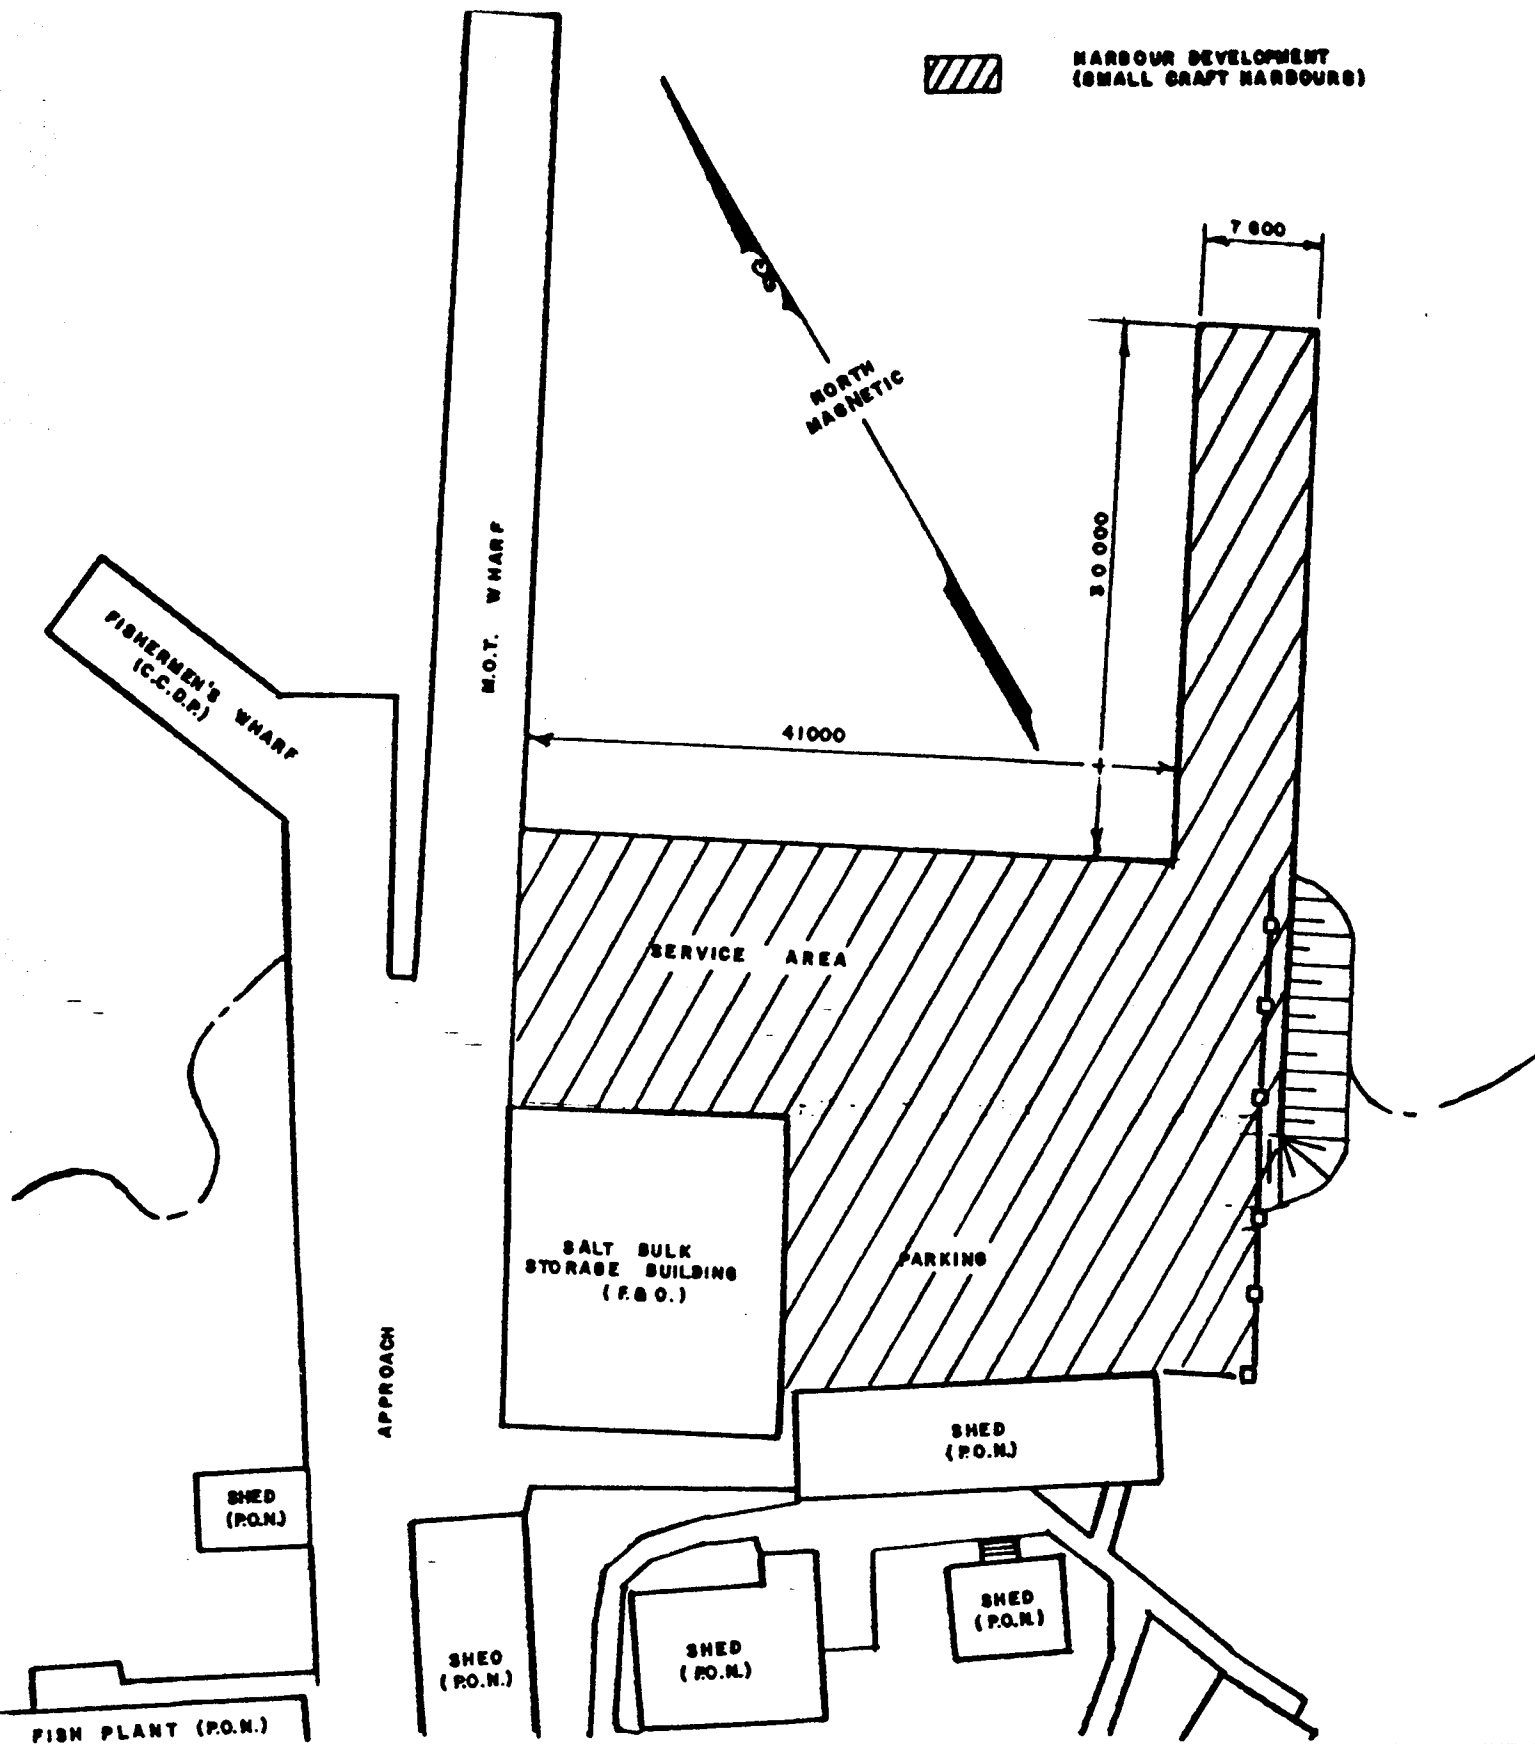 HARBOUR DEVELOPMENT
(SMALL CRAFT HARBOURS)
7 600
NORTH
MAGNETIC
30 000
M.O.T. WHARF
FISHERMEN'S WHARF
(C.C.D.P.)
41000
SERVICE AREA
SALT BULK
STORAGE BUILDING
(F. & O.)
PARKING
APPROACH
SHED
(P.O.N.)
SHED
(P.O.N.)
SHED
(P.O.N.)
SHED
(P.O.N.)
SHED
(P.O.N.)
FISH PLANT (P.O.N.)